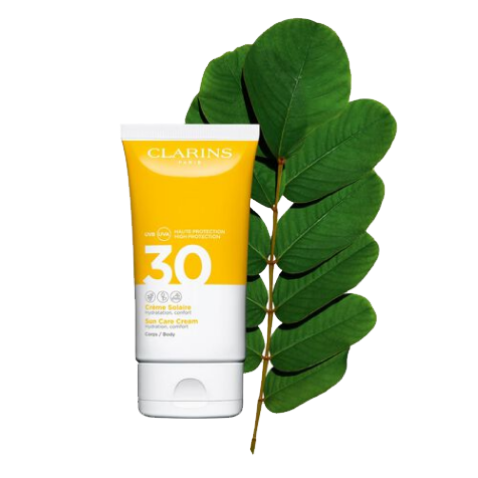 CLARINS
PARIS
UVB UVA HAUTE PROTECTION
HIGH PROTECTION
30
Crème Solaire
hydratation, confort
Sun Care Cream
hydration, comfort
Corps / Body